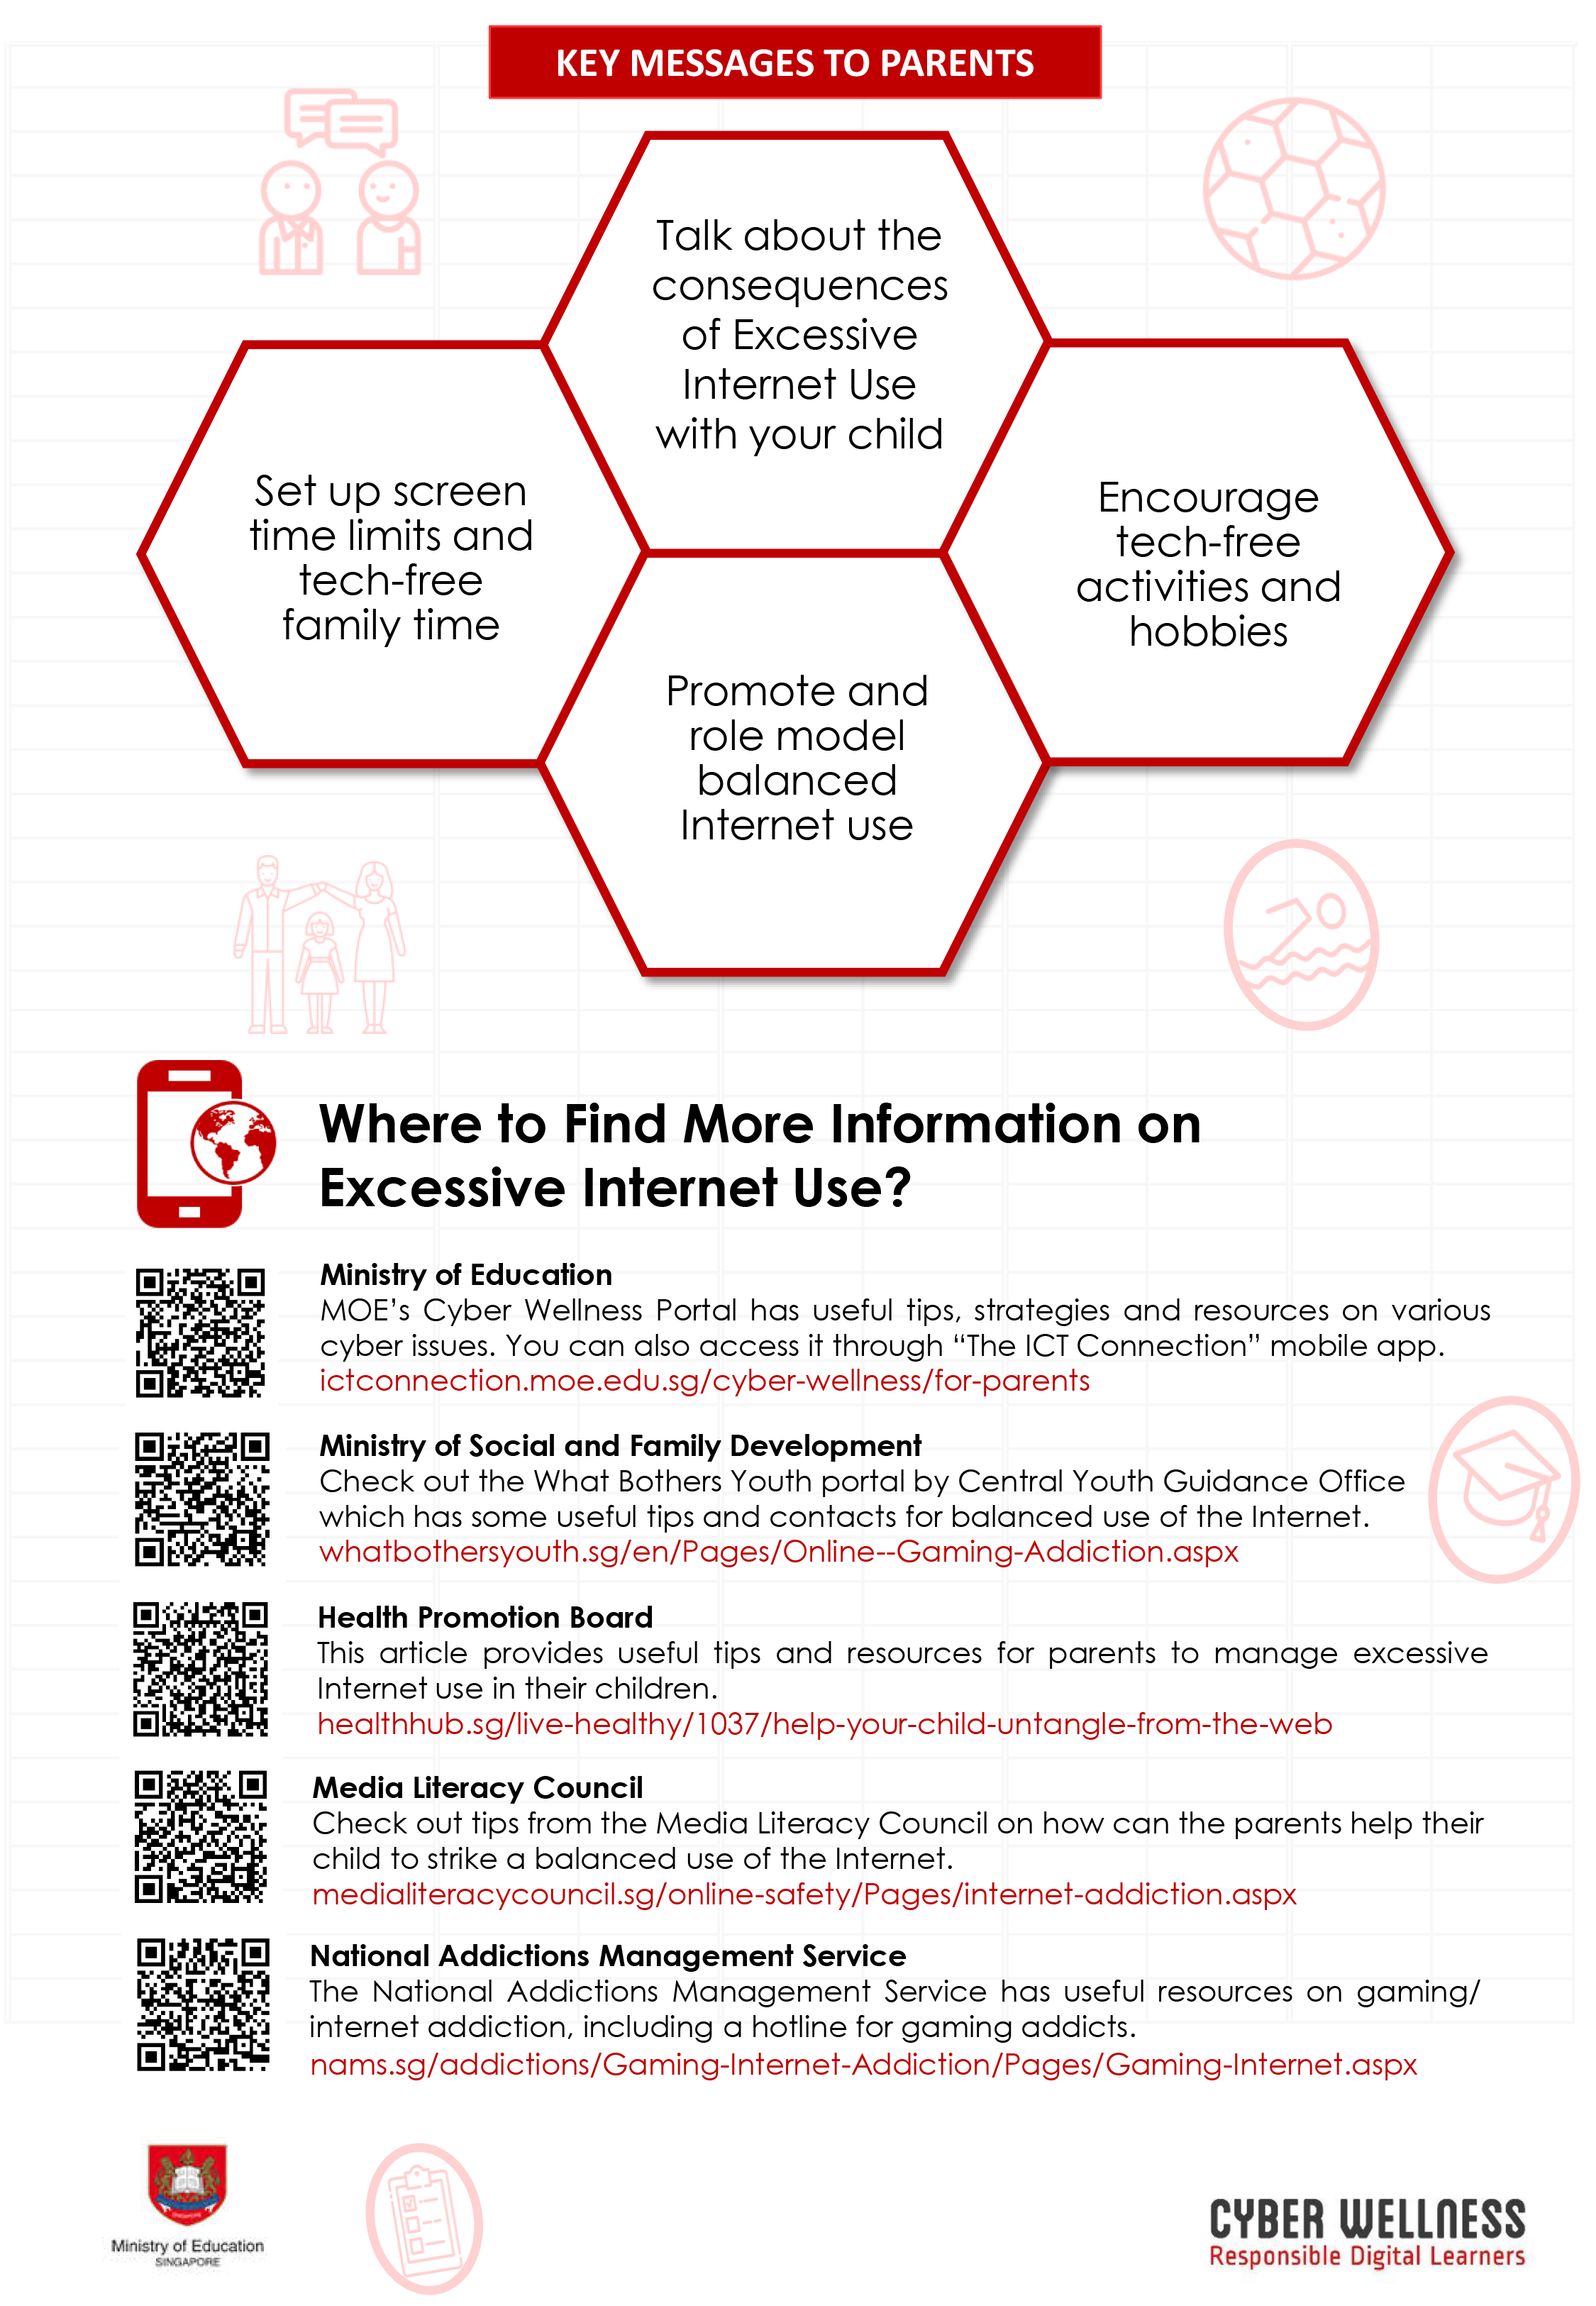 KEY MESSAGES TO PARENTS
Talk about the
consequences
of Excessive
Internet Use
with your child
Set up screen
time limits and
tech-free
family time
Encourage
tech-free
activities and
hobbies
Promote and
role model
balanced
Internet use
Where to Find More Information on
Excessive Internet Use?
Ministry of Education
MOE’s Cyber Wellness Portal has useful tips, strategies and resources on various
cyber issues. You can also access it through “The ICT Connection” mobile app.
ictconnection.moe.edu.sg/cyber-wellness/for-parents
Ministry of Social and Family Development
Check out the What Bothers Youth portal by Central Youth Guidance Office
which has some useful tips and contacts for balanced use of the Internet.
whatbothersyouth.sg/en/Pages/Online--Gaming-Addiction.aspx
Health Promotion Board
This article provides useful tips and resources for parents to manage excessive
Internet use in their children.
healthhub.sg/live-healthy/1037/help-your-child-untangle-from-the-web
Media Literacy Council
Check out tips from the Media Literacy Council on how can the parents help their
child to strike a balanced use of the Internet.
medialiteracycouncil.sg/online-safety/Pages/internet-addiction.aspx
National Addictions Management Service
The National Addictions Management Service has useful resources on gaming/
internet addiction, including a hotline for gaming addicts.
nams.sg/addictions/Gaming-Internet-Addiction/Pages/Gaming-Internet.aspx
Ministry of Education
SINGAPORE
CYBER WELLNESS
Responsible Digital Learners